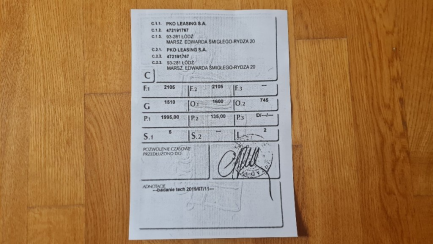 C.1.1. PKO LEASING S.A.
C.1.2. 472191767
C.1.3. 93-281 ŁÓDŹ
MARSZ. EDWARDA ŚMIGŁEGO-RYDZA 20
C.2.1. PKO LEASING S.A.
C.2.2. 472191767
C.2.3. 93-281 ŁÓDŹ
MARSZ. EDWARDA ŚMIGŁEGO-RYDZA 20
C
F.1 2105 F.2 2105 F.3 —
G 1510 O.1 1600 O.2 745
P.1 1995,00 P.2 135,00 P.3 D/---/---
S.1 5 S.2 --- L 2
POZWOLENIE CZASOWE
PRZEDŁUŻONO DO:
ADNOTACJE
---badanie tech 2019/07/11---